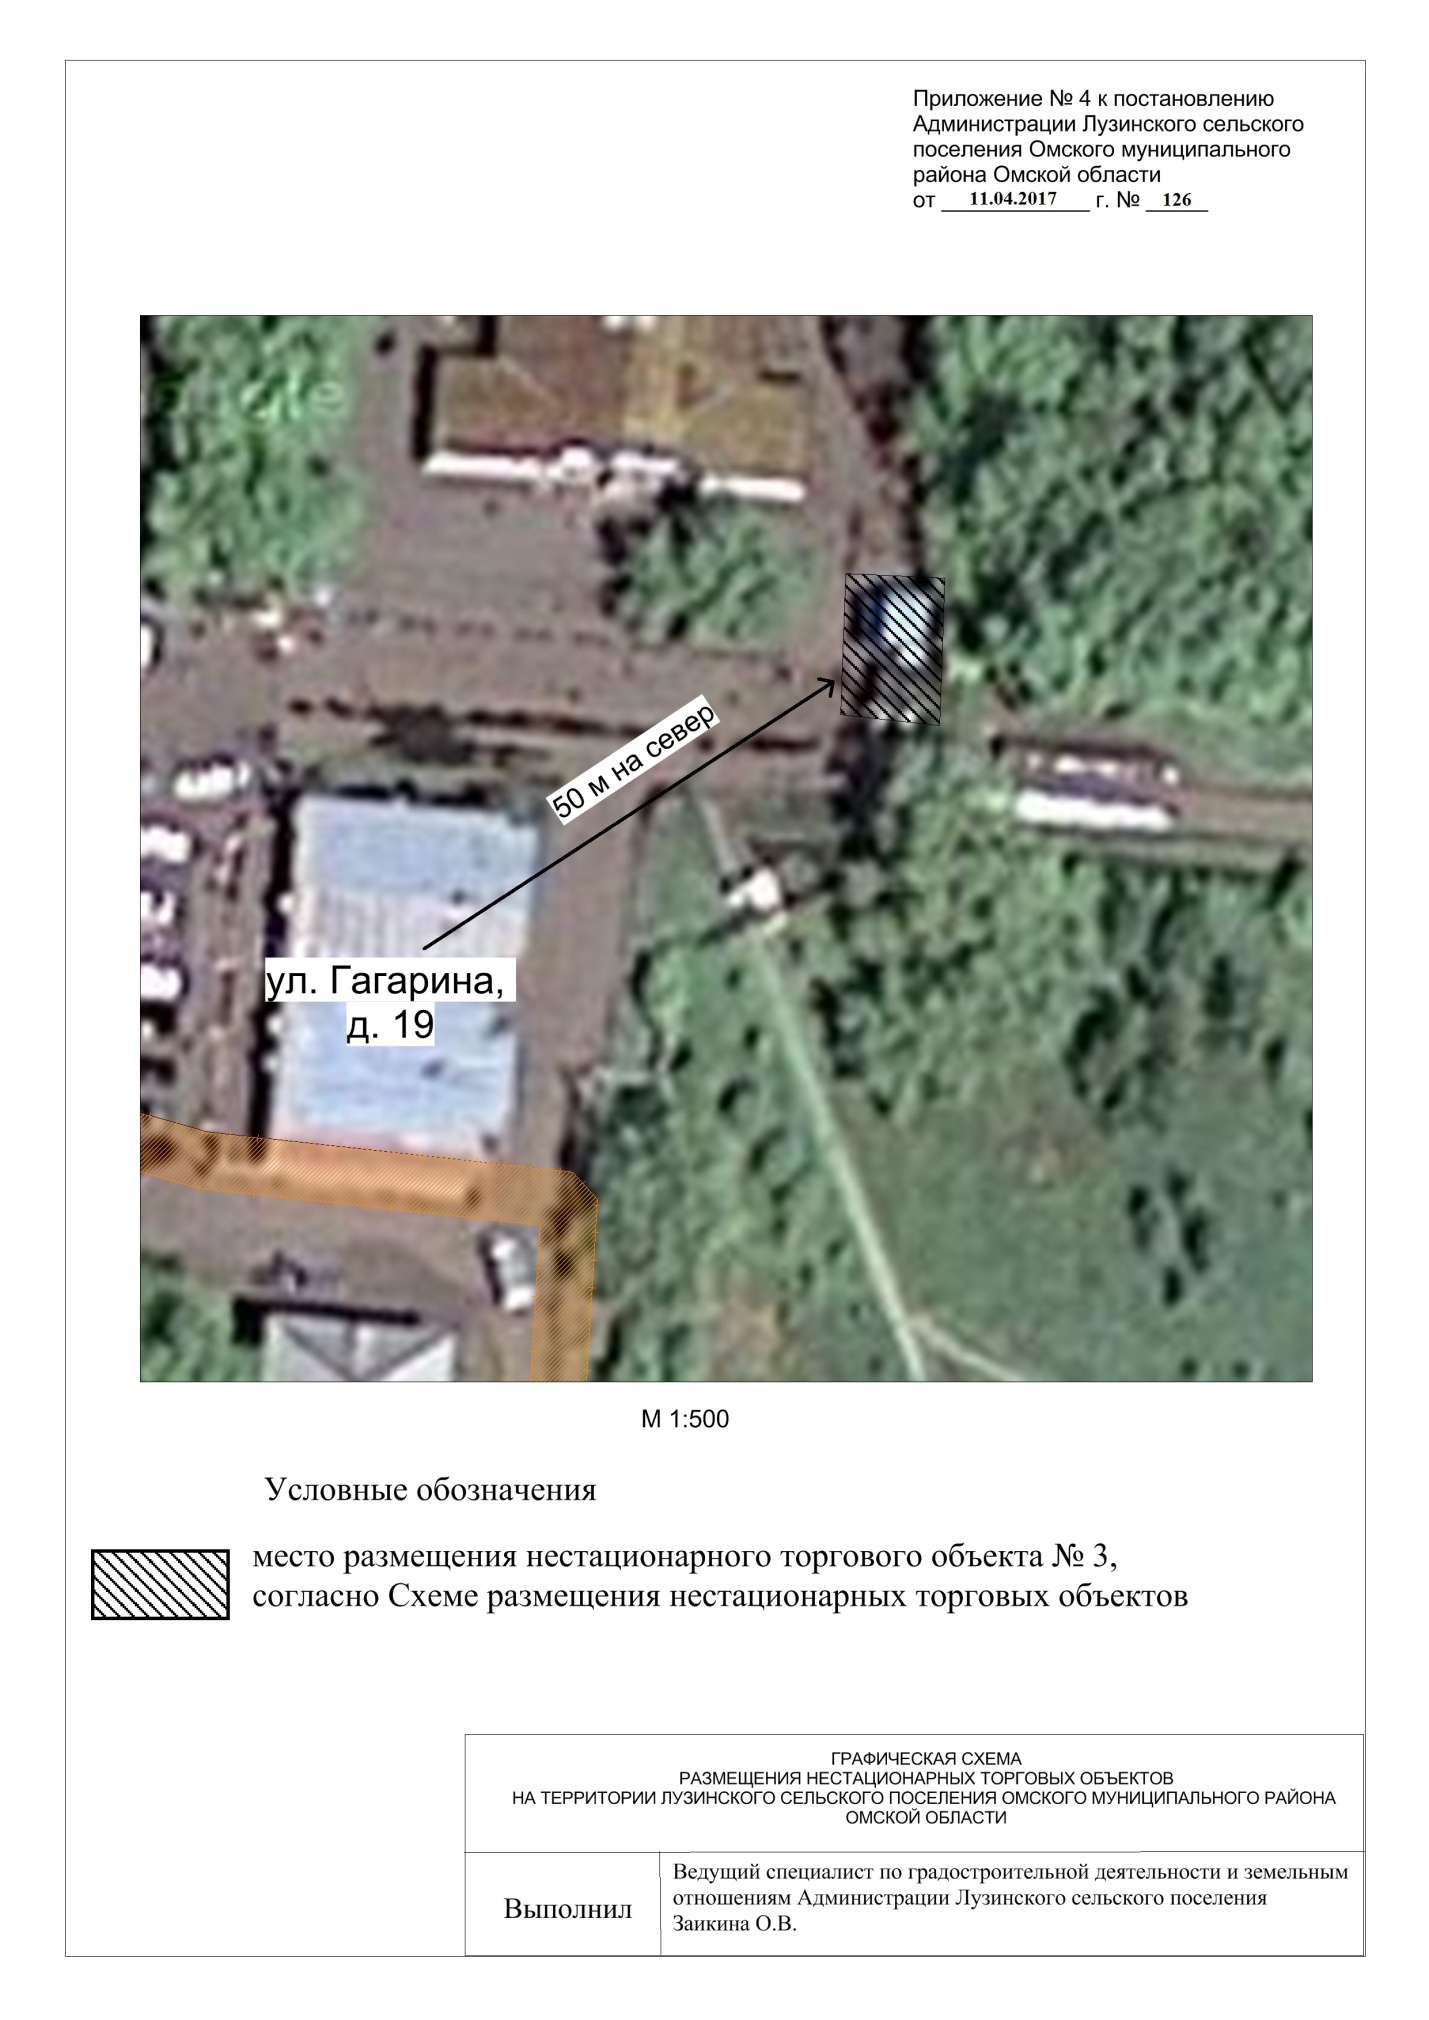 Приложение № 4 к постановлению
Администрации Лузинского сельского
поселения Омского муниципального
района Омской области
от 11.04.2017 г. № 126
50 м на север
ул. Гагарина,
д. 19
М 1:500
Условные обозначения
место размещения нестационарного торгового объекта № 3,
согласно Схеме размещения нестационарных торговых объектов
ГРАФИЧЕСКАЯ СХЕМА
РАЗМЕЩЕНИЯ НЕСТАЦИОНАРНЫХ ТОРГОВЫХ ОБЪЕКТОВ
НА ТЕРРИТОРИИ ЛУЗИНСКОГО СЕЛЬСКОГО ПОСЕЛЕНИЯ ОМСКОГО МУНИЦИПАЛЬНОГО РАЙОНА
ОМСКОЙ ОБЛАСТИ
Выполнил
Ведущий специалист по градостроительной деятельности и земельным
отношениям Администрации Лузинского сельского поселения
Заикина О.В.